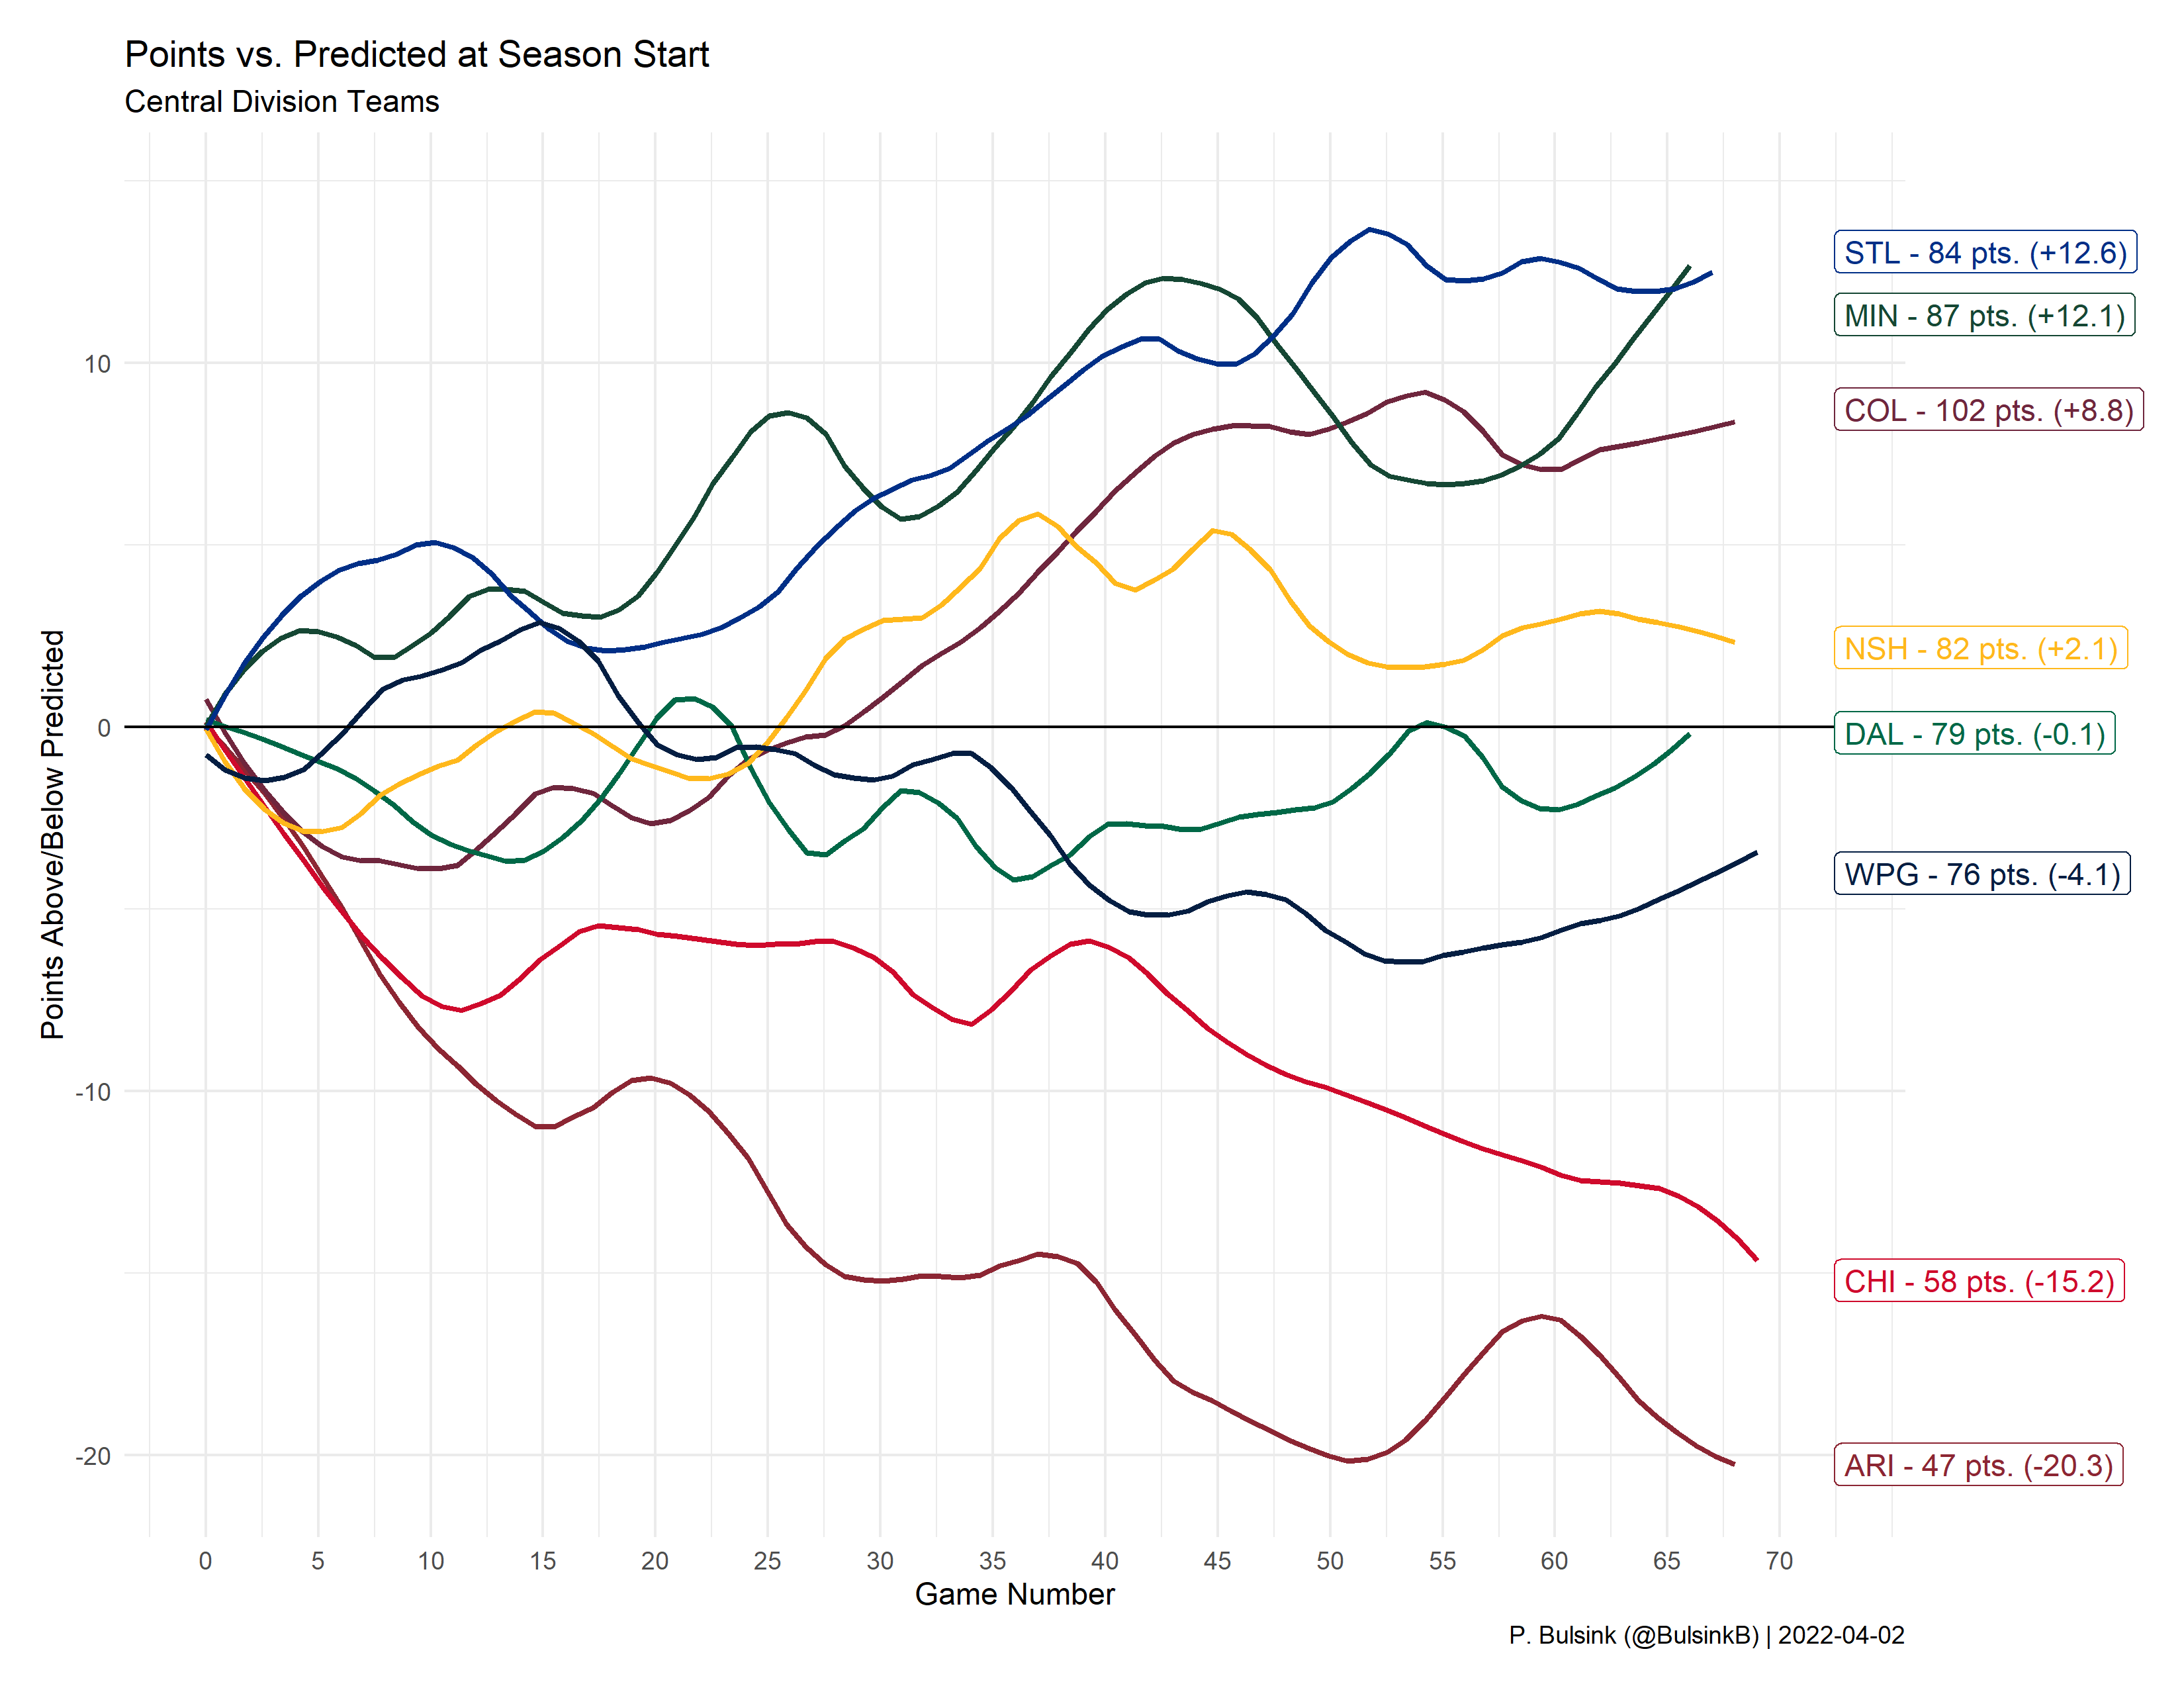 Points vs. Predicted at Season Start
Central Division Teams
Points Above/Below Predicted
10
0
-10
-20
STL - 84 pts. (+12.6)
MIN - 87 pts. (+12.1)
COL - 102 pts. (+8.8)
NSH - 82 pts. (+2.1)
DAL - 79 pts. (-0.1)
WPG - 76 pts. (-4.1)
CHI - 58 pts. (-15.2)
ARI - 47 pts. (-20.3)
0 5 10 15 20 25 30 35 40 45 50 55 60 65 70
Game Number
P. Bulsink (@BulsinkB) | 2022-04-02